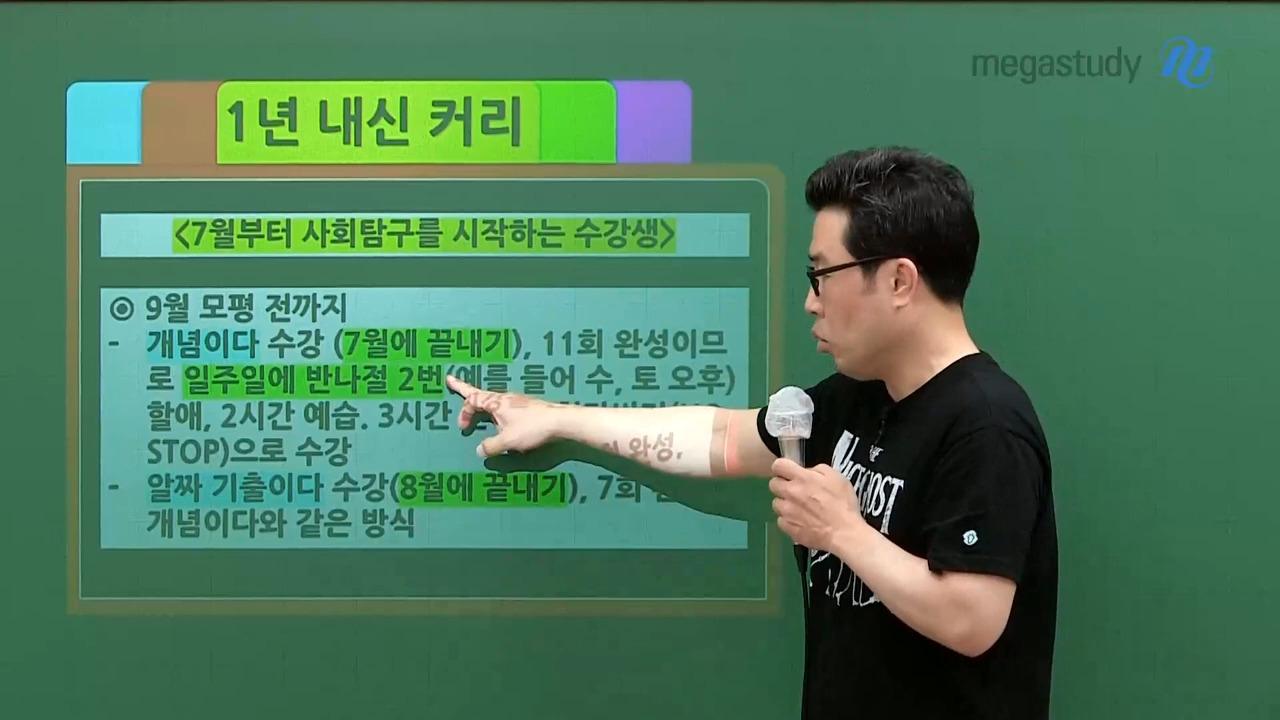 megastudy
1년 내신 커리
<7월부터 사회탐구를 시작하는 수강생>
◎ 9월 모평 전까지
- 개념이다 수강 (7월에 끝내기), 11회 완성이므
로 일주일에 반나절 2번(예를 들어 수, 토 오후)
할애, 2시간 예습. 3시간
STOP)으로 수강
- 알짜 기출이다 수강(8월에 끝내기), 7회 완성,
개념이다와 같은 방식